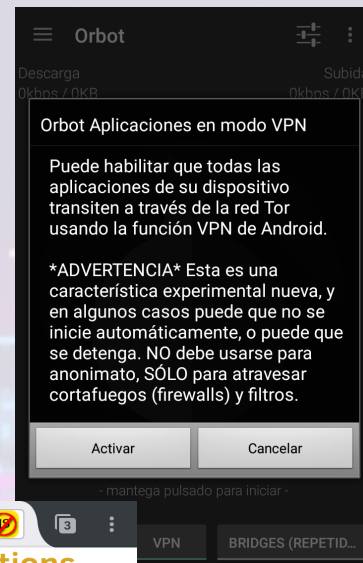 Orbot
Descarga
Subida
0kbps / 0KB
0kbps / 0KB
Orbot Aplicaciones en modo VPN
Puede habilitar que todas las
aplicaciones de su dispositivo
transiten a través de la red Tor
usando la función VPN de Android.
*ADVERTENCIA* Esta es una
característica experimental nueva, y
en algunos casos puede que no se
inicie automáticamente, o puede que
se detenga. NO debe usarse para
anonimato, SÓLO para atravesar
cortafuegos (firewalls) y filtros.
Activar
Cancelar
- mantega pulsado para iniciar -
3
VPN
BRIDGES (REPETID...